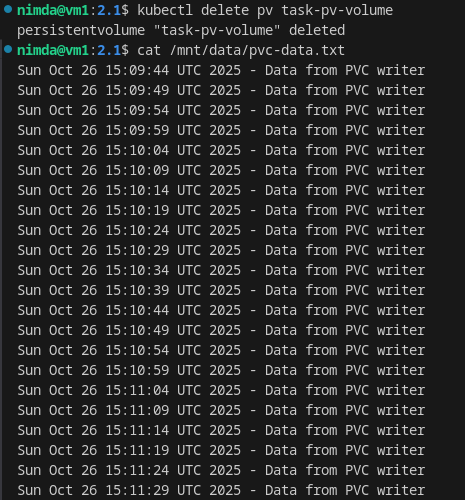 nimda@vm1:2.1$ kubectl delete pv task-pv-volume
persistentvolume "task-pv-volume" deleted
nimda@vm1:2.1$ cat /mnt/data/pvc-data.txt
Sun Oct 26 15:09:44 UTC 2025 - Data from PVC writer
Sun Oct 26 15:09:49 UTC 2025 - Data from PVC writer
Sun Oct 26 15:09:54 UTC 2025 - Data from PVC writer
Sun Oct 26 15:09:59 UTC 2025 - Data from PVC writer
Sun Oct 26 15:10:04 UTC 2025 - Data from PVC writer
Sun Oct 26 15:10:09 UTC 2025 - Data from PVC writer
Sun Oct 26 15:10:14 UTC 2025 - Data from PVC writer
Sun Oct 26 15:10:19 UTC 2025 - Data from PVC writer
Sun Oct 26 15:10:24 UTC 2025 - Data from PVC writer
Sun Oct 26 15:10:29 UTC 2025 - Data from PVC writer
Sun Oct 26 15:10:34 UTC 2025 - Data from PVC writer
Sun Oct 26 15:10:39 UTC 2025 - Data from PVC writer
Sun Oct 26 15:10:44 UTC 2025 - Data from PVC writer
Sun Oct 26 15:10:49 UTC 2025 - Data from PVC writer
Sun Oct 26 15:10:54 UTC 2025 - Data from PVC writer
Sun Oct 26 15:10:59 UTC 2025 - Data from PVC writer
Sun Oct 26 15:11:04 UTC 2025 - Data from PVC writer
Sun Oct 26 15:11:09 UTC 2025 - Data from PVC writer
Sun Oct 26 15:11:14 UTC 2025 - Data from PVC writer
Sun Oct 26 15:11:19 UTC 2025 - Data from PVC writer
Sun Oct 26 15:11:24 UTC 2025 - Data from PVC writer
Sun Oct 26 15:11:29 UTC 2025 - Data from PVC writer